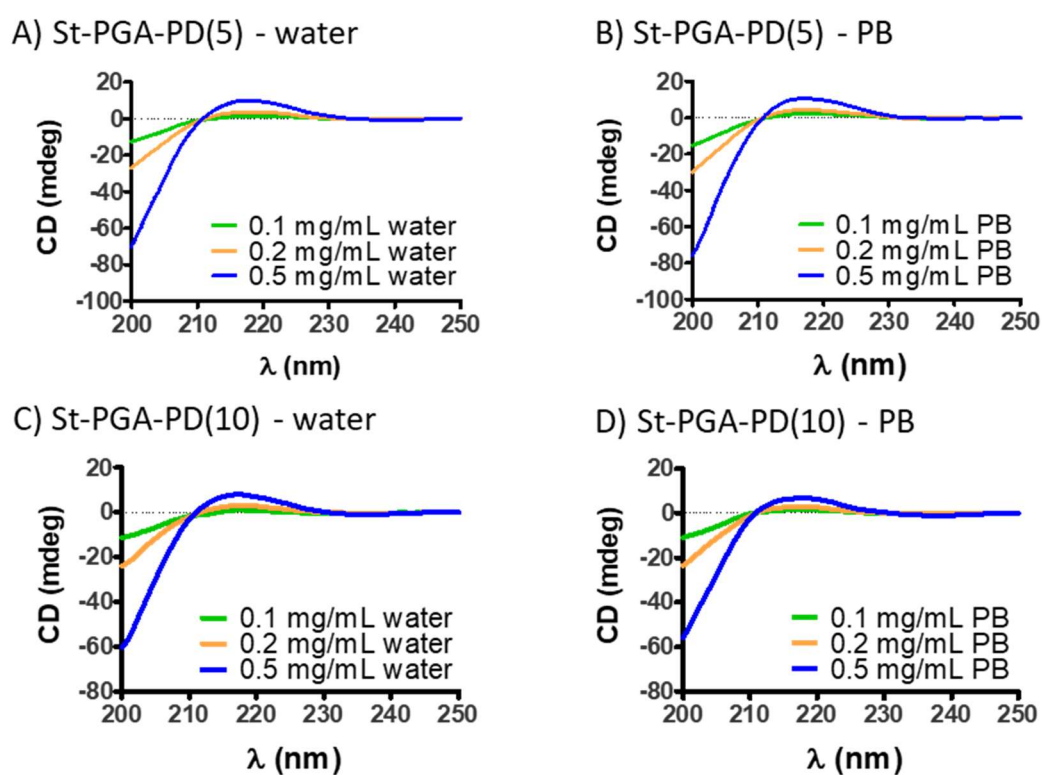 A) St-PGA-PD(5) - water
20
0
-20
-40
-60
-80
-100
CD (mdeg)
0.1 mg/mL water
0.2 mg/mL water
0.5 mg/mL water
200 210 220 230 240 250
λ (nm)
B) St-PGA-PD(5) - PB
20
0
-20
-40
-60
-80
-100
CD (mdeg)
0.1 mg/mL PB
0.2 mg/mL PB
0.5 mg/mL PB
200 210 220 230 240 250
λ (nm)
C) St-PGA-PD(10) - water
20
0
-20
-40
-60
-80
CD (mdeg)
0.1 mg/mL water
0.2 mg/mL water
0.5 mg/mL water
200 210 220 230 240 250
λ (nm)
D) St-PGA-PD(10) - PB
20
0
-20
-40
-60
-80
CD (mdeg)
0.1 mg/mL PB
0.2 mg/mL PB
0.5 mg/mL PB
200 210 220 230 240 250
λ (nm)